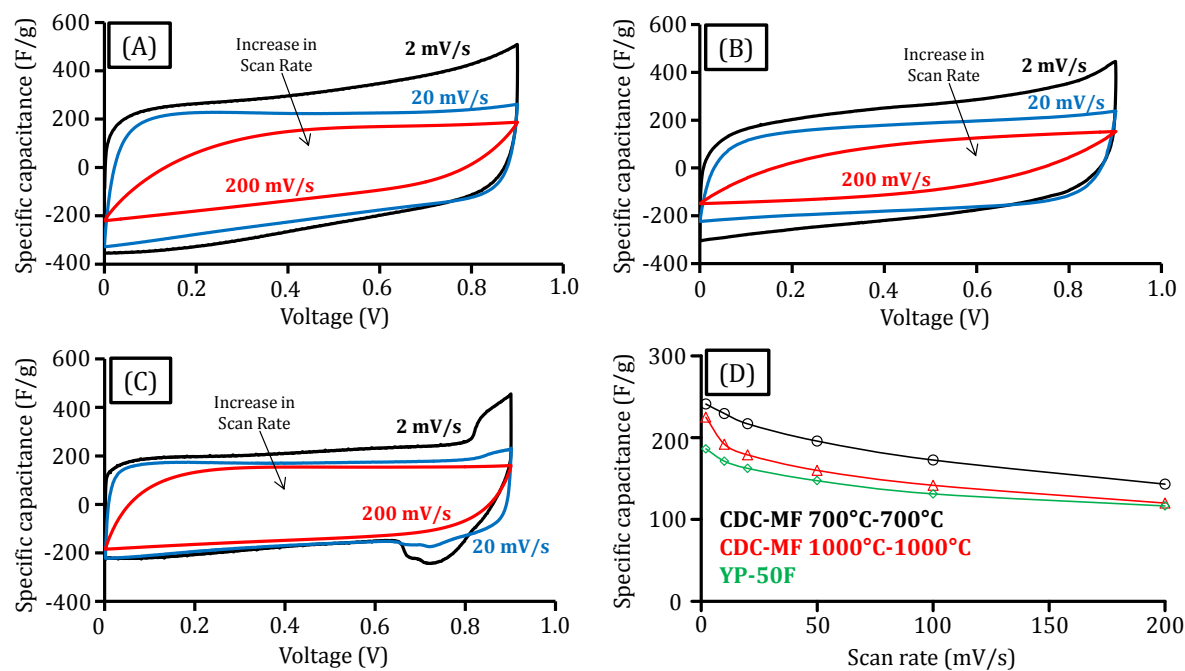 (A)
Specific capacitance (F/g)
600
400
200
0
-200
-400
Increase in
Scan Rate
2 mV/s
20 mV/s
200 mV/s
0
0.2
0.4
0.6
0.8
1.0
Voltage (V)
(B)
Specific capacitance (F/g)
600
400
200
0
-200
-400
Increase in
Scan Rate
2 mV/s
20 mV/s
200 mV/s
0
0.2
0.4
0.6
0.8
1.0
Voltage (V)
(C)
Specific capacitance (F/g)
600
400
200
0
-200
-400
Increase in
Scan Rate
2 mV/s
200 mV/s
20 mV/s
0
0.2
0.4
0.6
0.8
1.0
Voltage (V)
(D)
Specific capacitance (F/g)
300
200
100
0
CDC-MF 700°C-700°C
CDC-MF 1000°C-1000°C
YP-50F
0
50
100
150
200
Scan rate (mV/s)